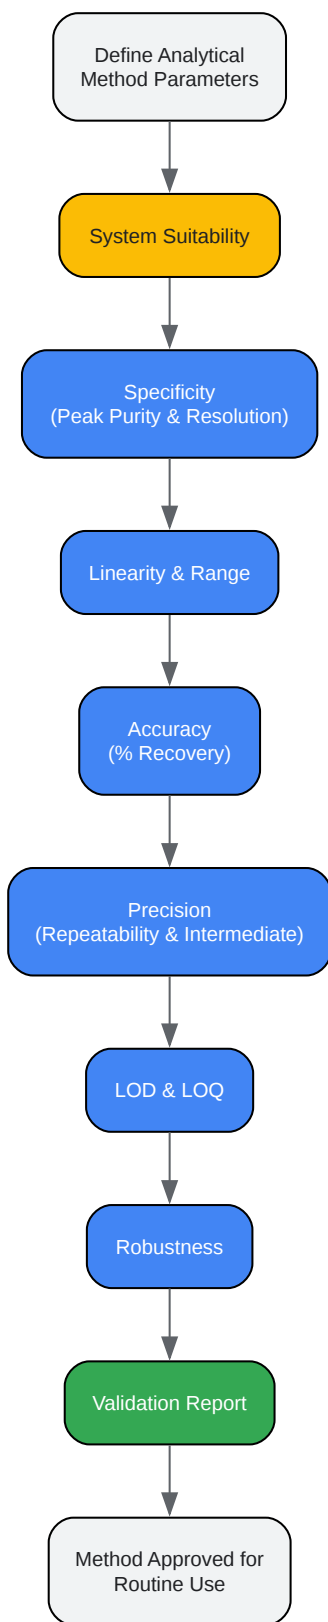 Define Analytical
Method Parameters
System Suitability
Specificity
(Peak Purity & Resolution)
Linearity & Range
Accuracy
(% Recovery)
Precision
(Repeatability & Intermediate)
LOD & LOQ
Robustness
Validation Report
Method Approved for
Routine Use